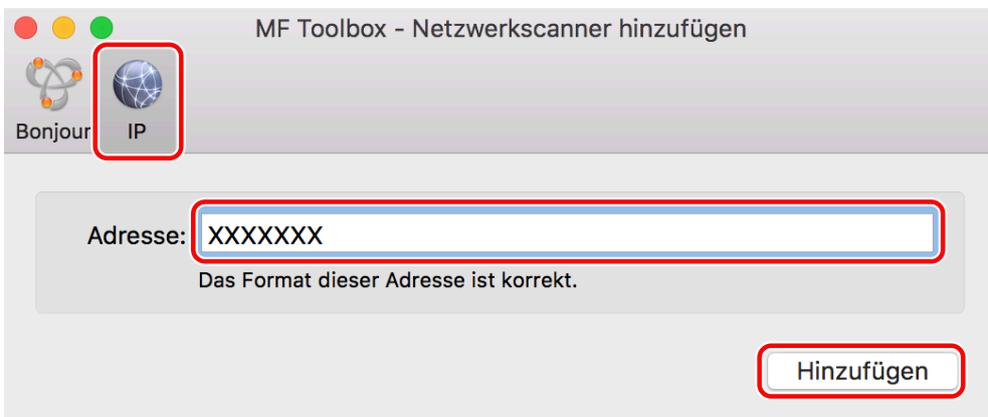 MF Toolbox - Netzwerkscanner hinzufügen
Bonjour IP
Adresse: XXXXXXX
Das Format dieser Adresse ist korrekt.
Hinzufügen